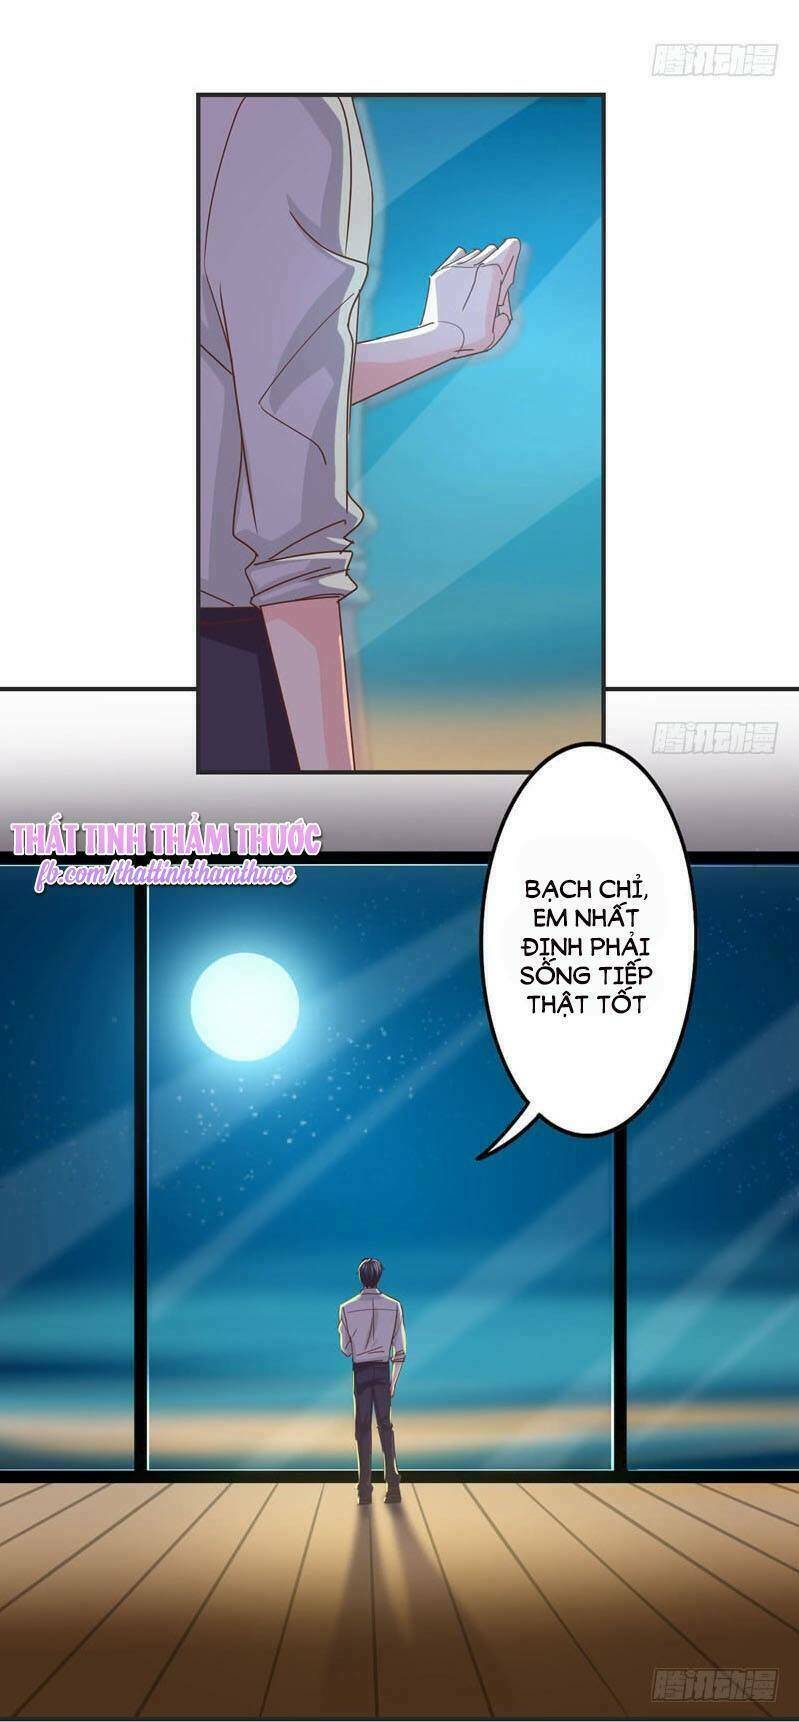 腾讯动漫
腾讯动漫
THẤT TINH THẨM THƯỚC
fb.com/thattinhthamthuoc
BẠCH CHỈ,
EM NHẤT
ĐỊNH PHẢI
SỐNG TIẾP
THẬT TỐT
腾讯动漫